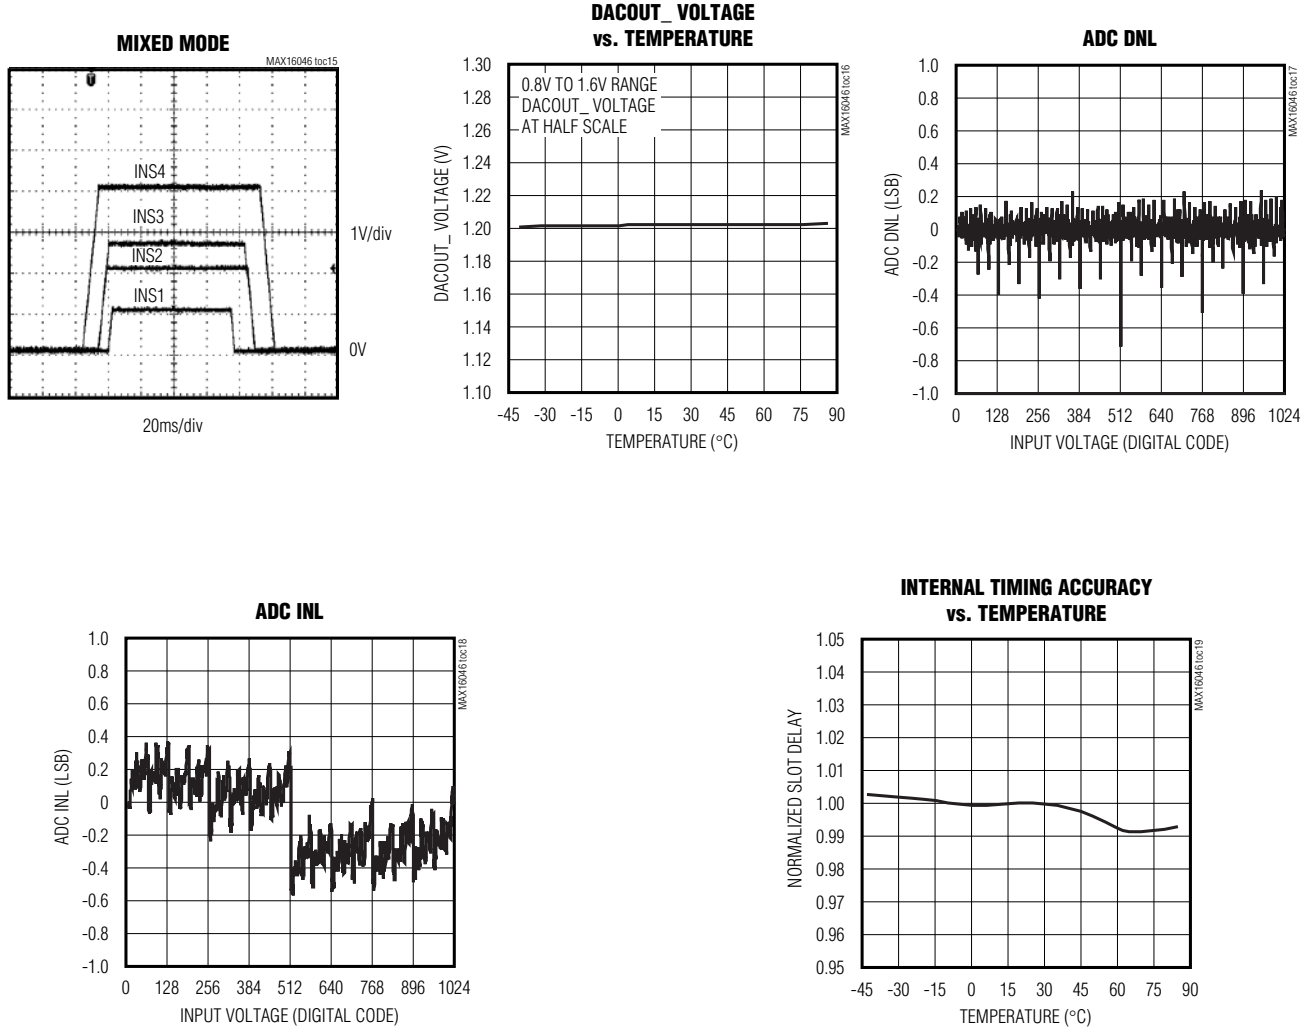 MIXED MODE
MAX16046 toc15
INS4
INS3
INS2
INS1
1V/div
0V
20ms/div
DACOUT_ VOLTAGE
vs. TEMPERATURE
MAX16046 toc16
0.8V TO 1.6V RANGE
DACOUT_ VOLTAGE
AT HALF SCALE
DACOUT_ VOLTAGE (V)
1.30
1.28
1.26
1.24
1.22
1.20
1.18
1.16
1.14
1.12
1.10
-45 -30 -15 0 15 30 45 60 75 90
TEMPERATURE (°C)
ADC DNL
MAX16046 toc17
ADC DNL (LSB)
1.0
0.8
0.6
0.4
0.2
0
-0.2
-0.4
-0.6
-0.8
-1.0
0 128 256 384 512 640 768 896 1024
INPUT VOLTAGE (DIGITAL CODE)
ADC INL
MAX16046 toc18
ADC INL (LSB)
1.0
0.8
0.6
0.4
0.2
0
-0.2
-0.4
-0.6
-0.8
-1.0
0 128 256 384 512 640 768 896 1024
INPUT VOLTAGE (DIGITAL CODE)
INTERNAL TIMING ACCURACY
vs. TEMPERATURE
MAX16046 toc19
NORMALIZED SLOT DELAY
1.05
1.04
1.03
1.02
1.01
1.00
0.99
0.98
0.97
0.96
0.95
-45 -30 -15 0 15 30 45 60 75 90
TEMPERATURE (°C)